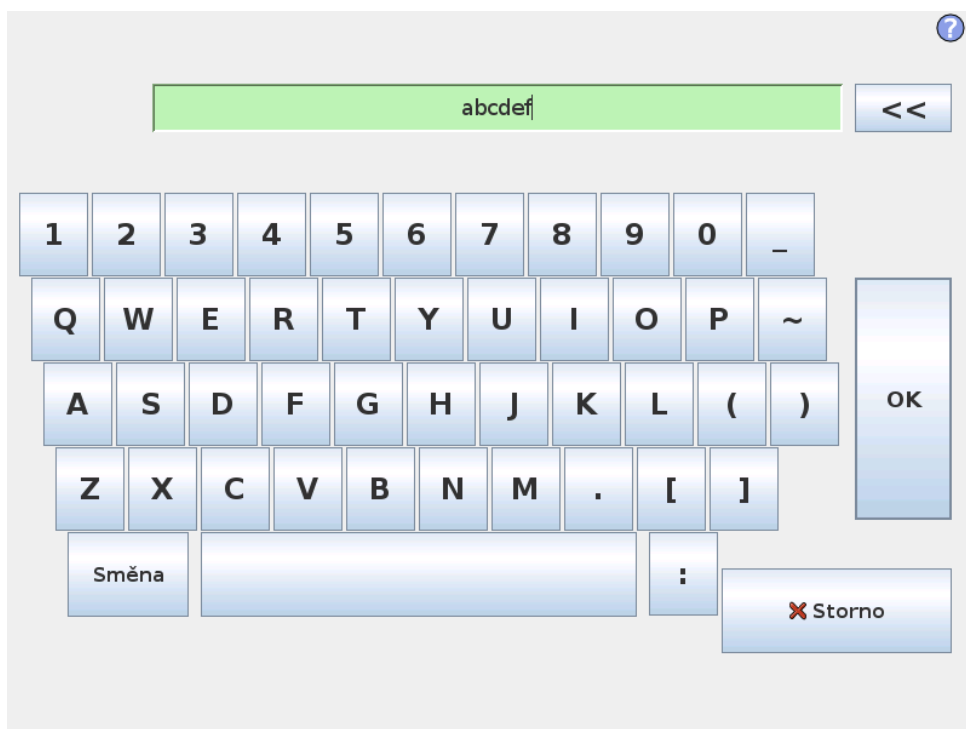 ?
abcdef
<<
1 2 3 4 5 6 7 8 9 0 _
Q W E R T Y U I O P ~
A S D F G H J K L ( )
OK
Z X C V B N M . [ ]
Směna :
Storno